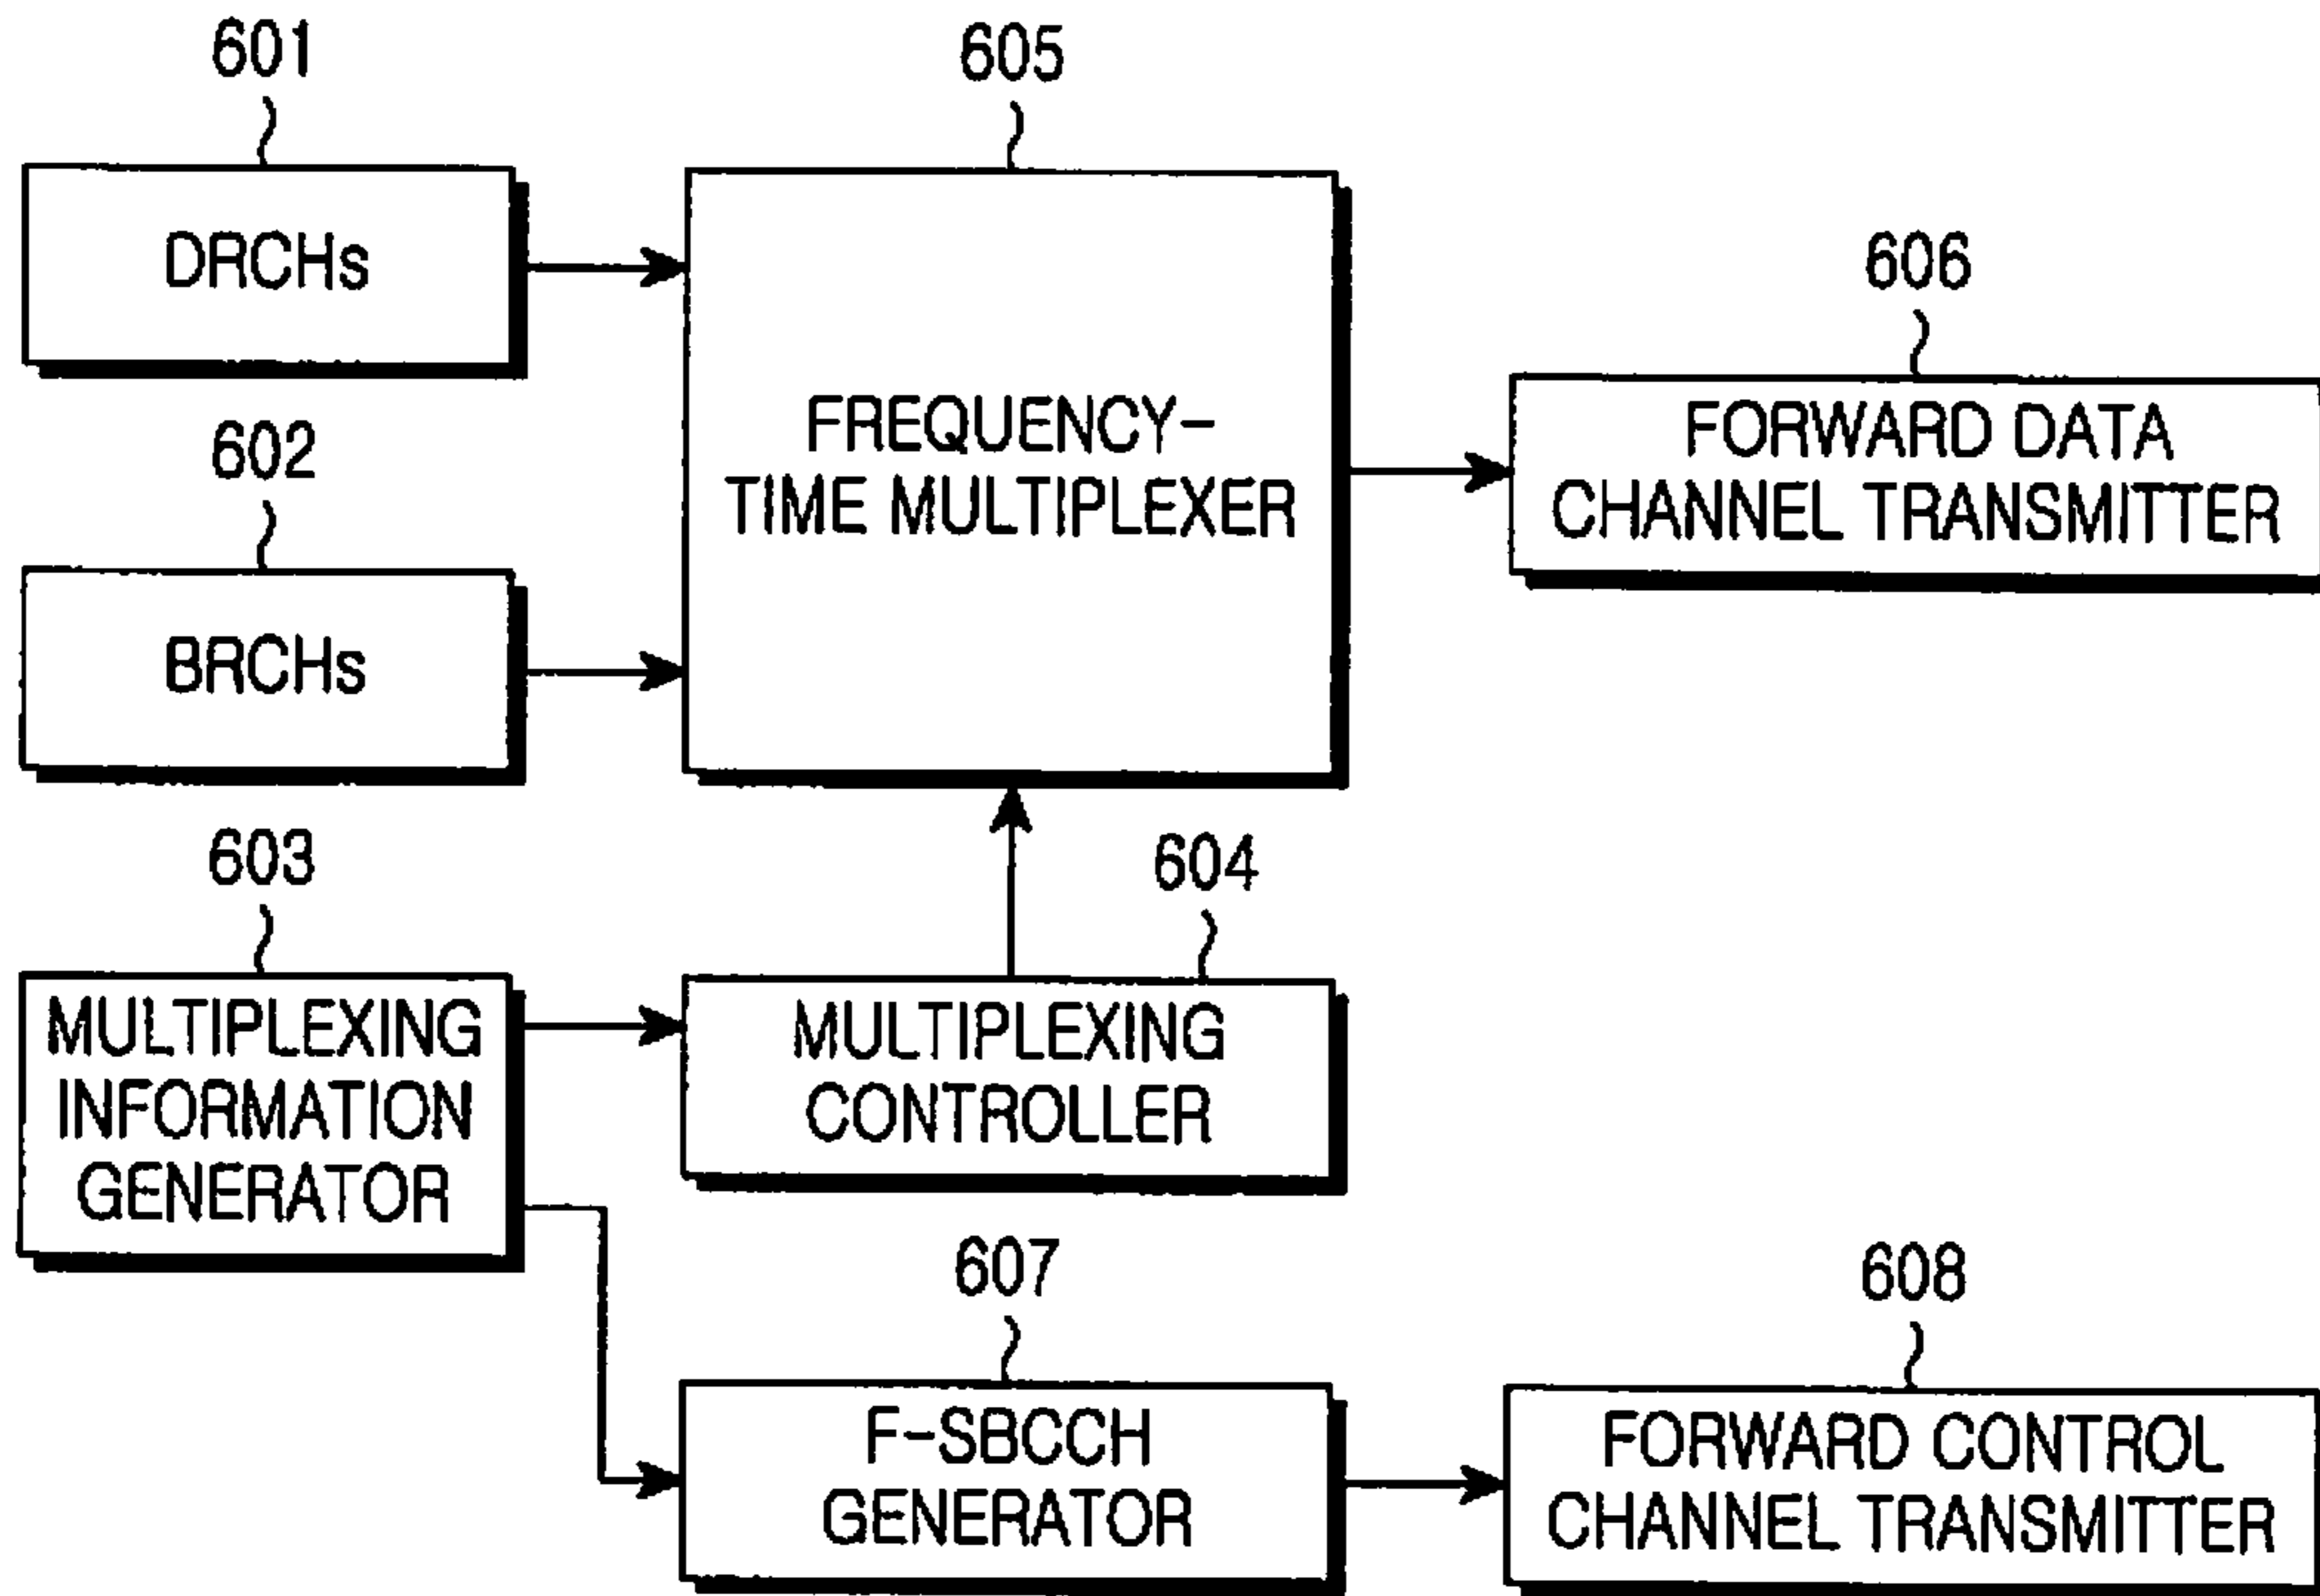 601
DRCHs
602
BRCHs
605
FREQUENCY-
TIME MULTIPLEXER
606
FORWARD DATA
CHANNEL TRANSMITTER
603
MULTIPLEXING
INFORMATION
GENERATOR
604
MULTIPLEXING
CONTROLLER
607
F-SBCCH
GENERATOR
608
FORWARD CONTROL
CHANNEL TRANSMITTER